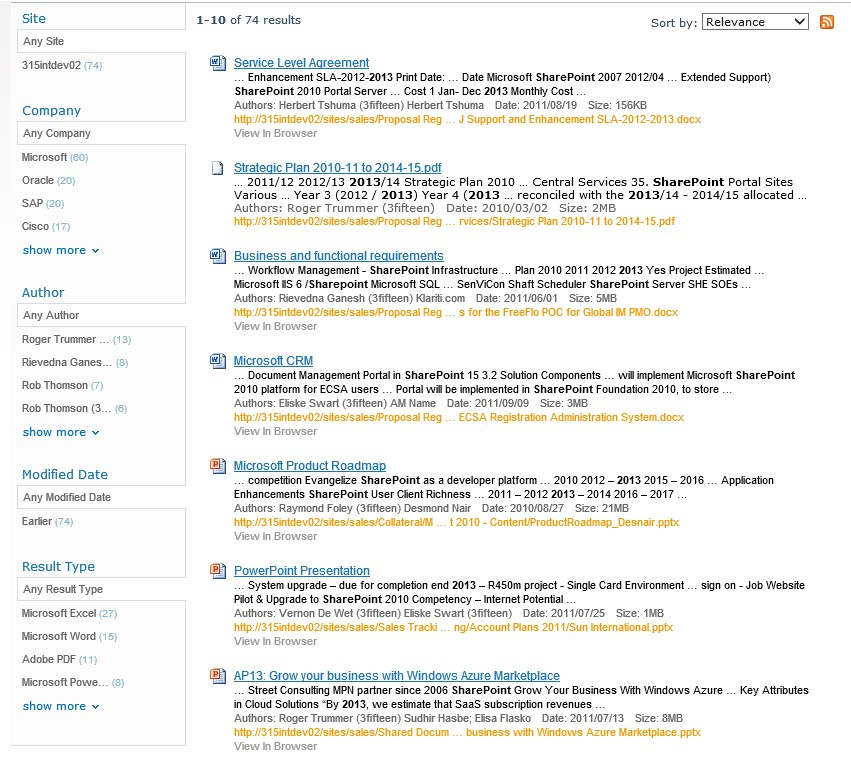 Site
Any Site
315intdev02 (74)
Company
Any Company
Microsoft (60)
Oracle (20)
SAP (20)
Cisco (17)
show more
Author
Any Author
Roger Trummer ... (13)
Rievedna Ganes... (8)
Rob Thomson (7)
Rob Thomson (3... (6)
show more
Modified Date
Any Modified Date
Earlier (74)
Result Type
Any Result Type
Microsoft Excel (27)
Microsoft Word (15)
Adobe PDF (11)
Microsoft Powe... (8)
show more
1-10 of 74 results
Sort by: Relevance
Service Level Agreement
... Enhancement SLA-2012-2013 Print Date: ... Date Microsoft SharePoint 2007 2012/04 ... Extended Support)
SharePoint 2010 Portal Server ... Cost 1 Jan- Dec 2013 Monthly Cost ...
Authors: Herbert Tshuma (3fifteen) Herbert Tshuma Date: 2011/08/19 Size: 156KB
http://315intdev02/sites/sales/Proposal Reg ... J Support and Enhancement SLA-2012-2013.docx
View In Browser
Strategic Plan 2010-11 to 2014-15.pdf
... 2011/12 2012/13 2013/14 Strategic Plan 2010 ... Central Services 35. SharePoint Portal Sites
Various ... Year 3 (2012 / 2013) Year 4 (2013 ... reconciled with the 2013/14 - 2014/15 allocated ...
Authors: Roger Trummer (3fifteen) Date: 2010/03/02 Size: 2MB
http://315intdev02/sites/sales/Proposal Reg ... rvices/Strategic Plan 2010-11 to 2014-15.pdf
Business and functional requirements
... Workflow Management - SharePoint Infrastructure ... Plan 2010 2011 2012 2013 Yes Project Estimated ...
Microsoft IIS 6 /Sharepoint Microsoft SQL ... SenViCon Shaft Scheduler SharePoint Server SHE SOEs ...
Authors: Rievedna Ganesh (3fifteen) Klariti.com Date: 2011/06/01 Size: 5MB
http://315intdev02/sites/sales/Proposal Reg ... s for the FreeFlo POC for Global IM PMO.docx
View In Browser
Microsoft CRM
... Document Management Portal in SharePoint 15 3.2 Solution Components ... will implement Microsoft SharePoint
2010 platform for ECSA users ... Portal will be implemented in SharePoint Foundation 2010, to store ...
Authors: Eliske Swart (3fifteen) AM Name Date: 2011/09/09 Size: 3MB
http://315intdev02/sites/sales/Proposal Reg ... ECSA Registration Administration System.docx
View In Browser
Microsoft Product Roadmap
... competition Evangelize SharePoint as a developer platform ... 2010 2012 – 2013 2015 – 2016 ... Application
Enhancements SharePoint User Client Richness ... 2011 – 2012 2013 – 2014 2016 – 2017 ...
Authors: Raymond Foley (3fifteen) Desmond Nair Date: 2010/08/27 Size: 21MB
http://315intdev02/sites/sales/Collateral/M ... t 2010 - Content/ProductRoadmap_Desnair.pptx
View In Browser
PowerPoint Presentation
... System upgrade – due for completion end 2013 – R450m project - Single Card Environment ... sign on - Job Website
Pilot & Upgrade to SharePoint 2010 Competency – Internet Potential ...
Authors: Vernon De Wet (3fifteen) Eliske Swart (3fifteen) Date: 2011/07/25 Size: 1MB
http://315intdev02/sites/sales/Sales Tracki ... ng/Account Plans 2011/Sun International.pptx
View In Browser
AP13: Grow your business with Windows Azure Marketplace
... Street Consulting MPN partner since 2006 SharePoint Grow Your Business With Windows Azure ... Key Attributes
in Cloud Solutions “By 2013, we estimate that SaaS subscription revenues ...
Authors: Roger Trummer (3fifteen) Sudhir Hasbe; Elisa Flasko Date: 2011/07/13 Size: 8MB
http://315intdev02/sites/sales/Shared Docum ... business with Windows Azure Marketplace.pptx
View In Browser